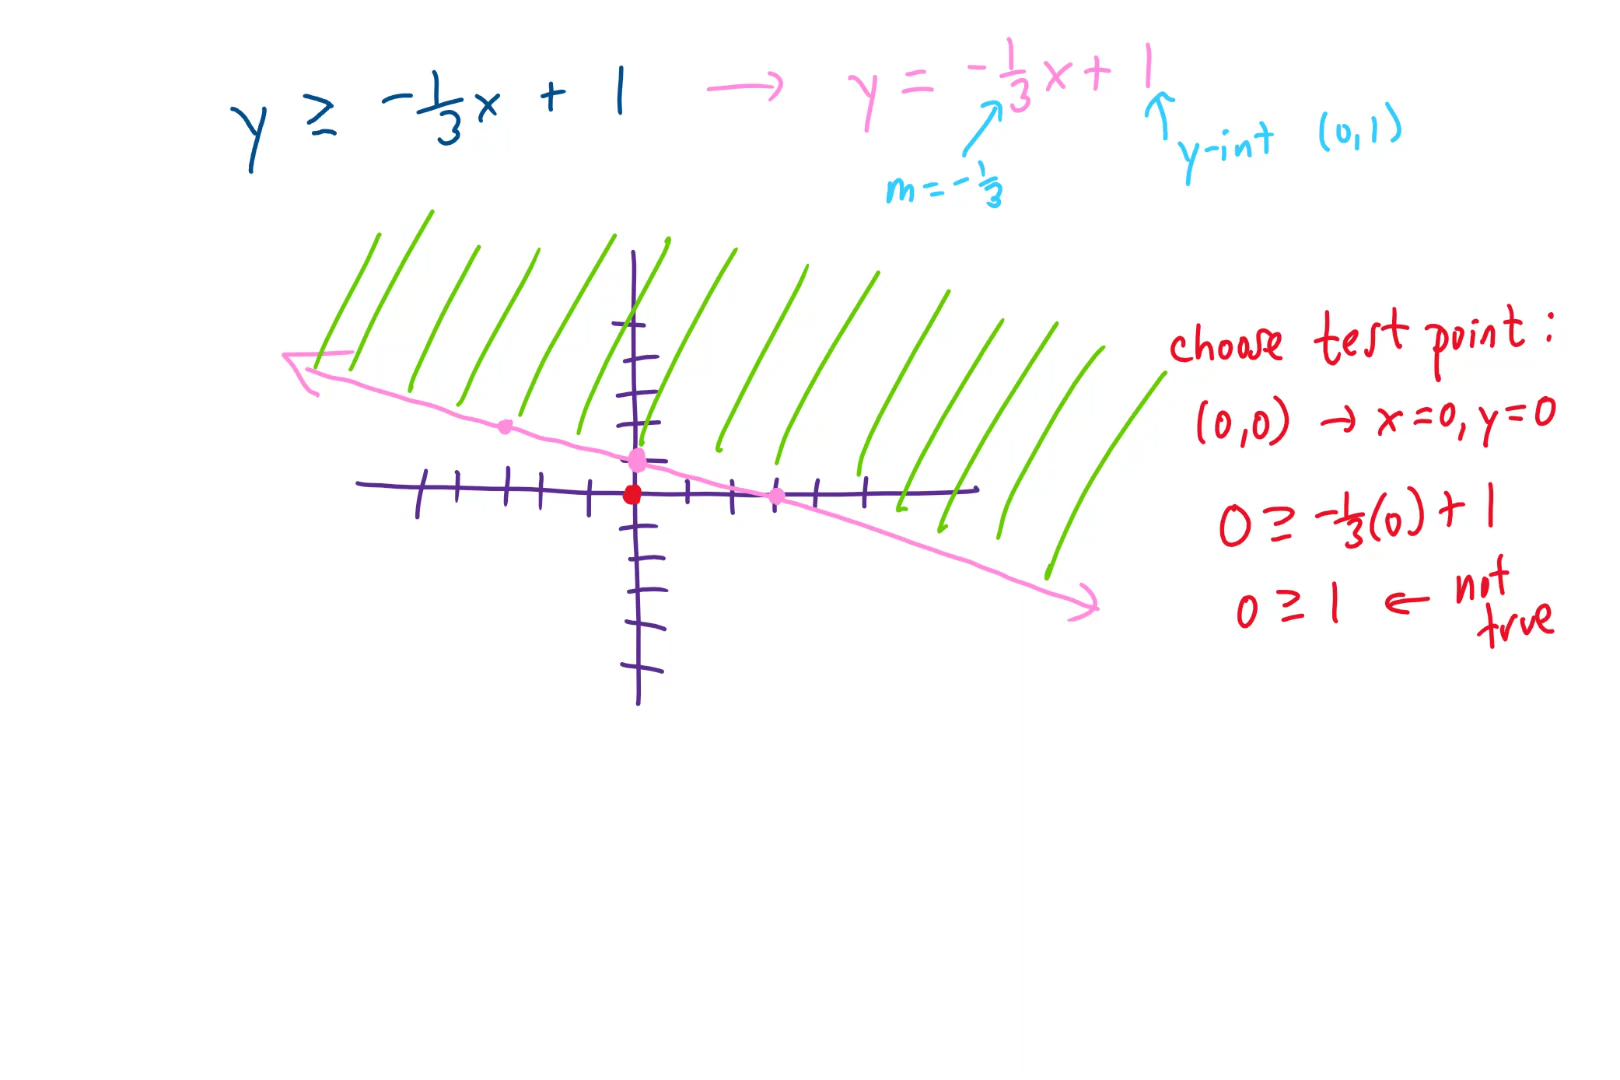 y ≥ -1/3x + 1 → y = -1/3x + 1
m = -1/3
y-int (0,1)
choose test point:
(0,0) → x=0, y=0
0 ≥ -1/3(0) + 1
0 ≥ 1 ← not
true